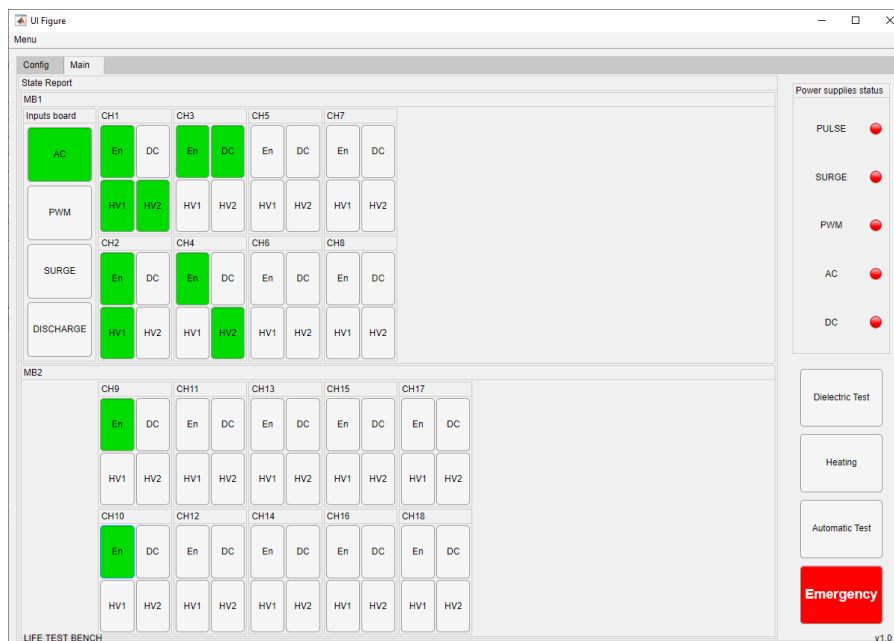 UI Figure
Menu
Config Main
State Report
MB1
Inputs board CH1 CH3 CH5 CH7
AC En DC En DC En DC En DC
PWM HV1 HV2 HV1 HV2 HV1 HV2 HV1 HV2
CH2 CH4 CH6 CH8
SURGE En DC En DC En DC En DC
DISCHARGE HV1 HV2 HV1 HV2 HV1 HV2 HV1 HV2
MB2
CH9 CH11 CH13 CH15 CH17
En DC En DC En DC En DC En DC
HV1 HV2 HV1 HV2 HV1 HV2 HV1 HV2 HV1 HV2
CH10 CH12 CH14 CH16 CH18
En DC En DC En DC En DC En DC
HV1 HV2 HV1 HV2 HV1 HV2 HV1 HV2 HV1 HV2
Power supplies status
PULSE
SURGE
PWM
AC
DC
Dielectric Test
Heating
Automatic Test
Emergency
LIFE TEST BENCH v1.0